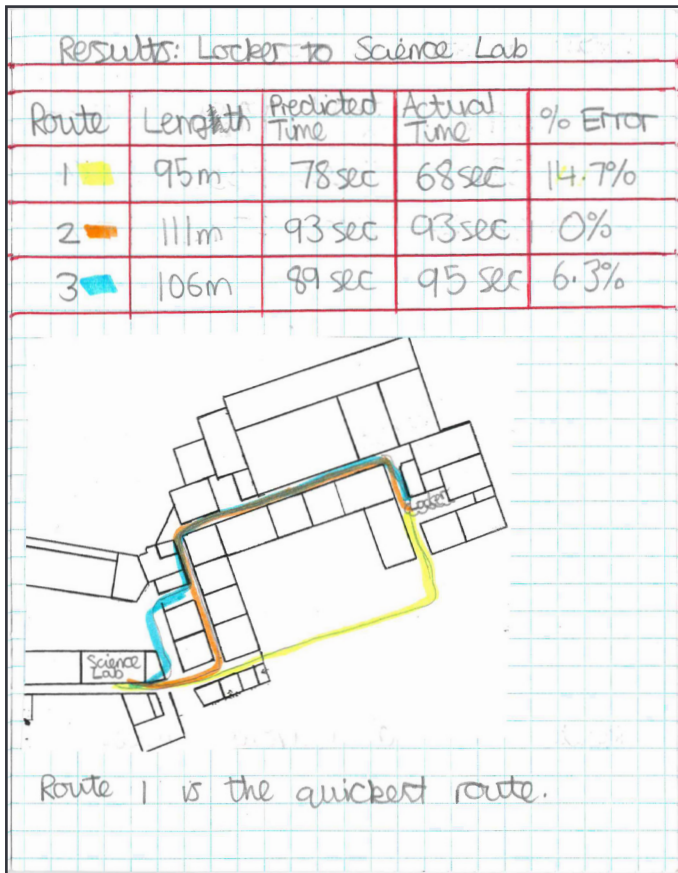 Results: Locker to Science Lab
Route Length Predicted Time Actual Time % Error
1 95m 78 sec 68 sec 14.7%
2 111m 93 sec 93 sec 0%
3 106m 89 sec 95 sec 6.3%
Locker
Science
Lab
Route 1 is the quickest route.